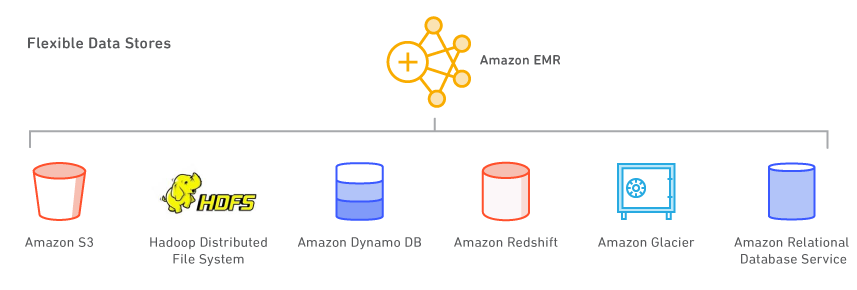 Flexible Data Stores
Amazon EMR
HDFS
Amazon S3
Hadoop Distributed
File System
Amazon Dynamo DB
Amazon Redshift
Amazon Glacier
Amazon Relational
Database Service